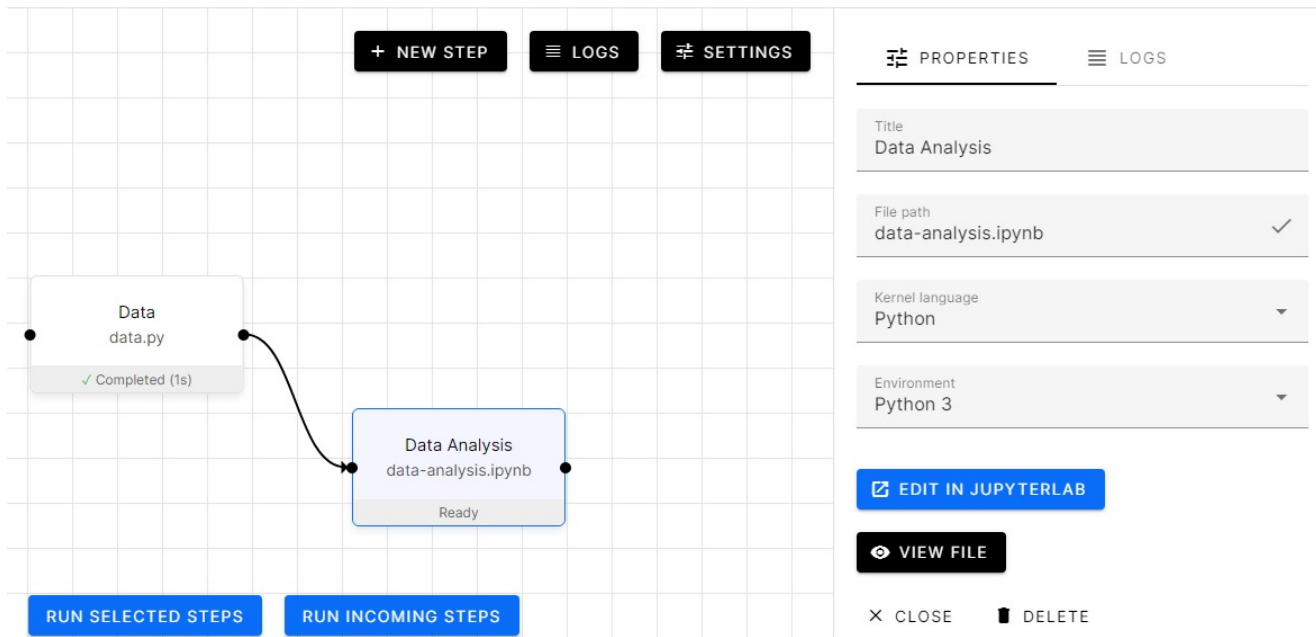 + NEW STEP
LOGS
SETTINGS
Data
data.py
✓ Completed (1s)
Data Analysis
data-analysis.ipynb
Ready
RUN SELECTED STEPS
RUN INCOMING STEPS
PROPERTIES
LOGS
Title
Data Analysis
File path
data-analysis.ipynb
Kernel language
Python
Environment
Python 3
EDIT IN JUPYTERLAB
VIEW FILE
CLOSE
DELETE